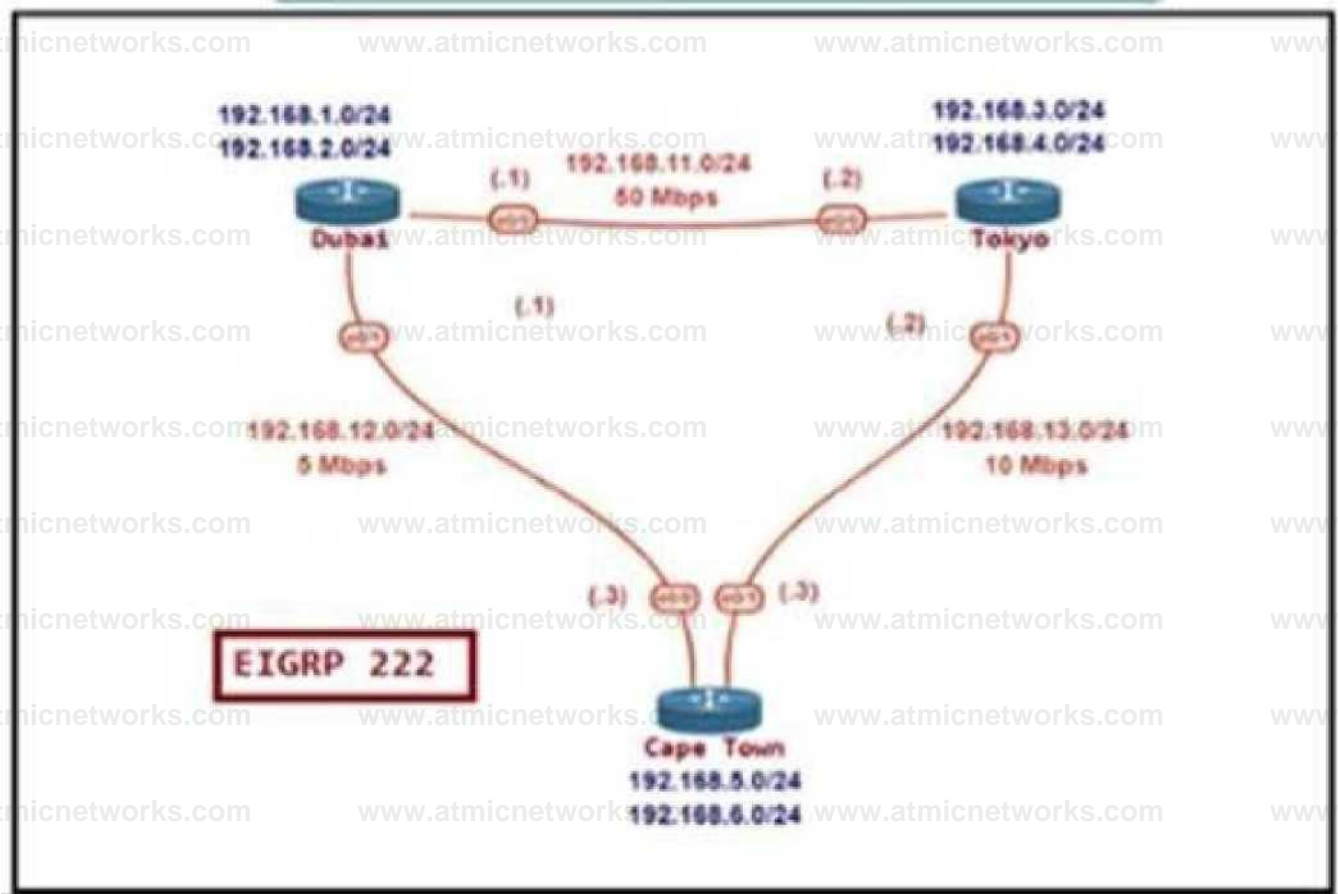 www.atmicnetworks.com
192.168.1.0/24
192.168.2.0/24
192.168.3.0/24
192.168.4.0/24
192.168.11.0/24
50 Mbps
(.1)
(.2)
Dubai
Tokyo
(.1)
(.2)
192.168.12.0/24
5 Mbps
192.168.13.0/24
10 Mbps
(.3)
(.3)
EIGRP 222
Cape Town
192.168.5.0/24
192.168.6.0/24